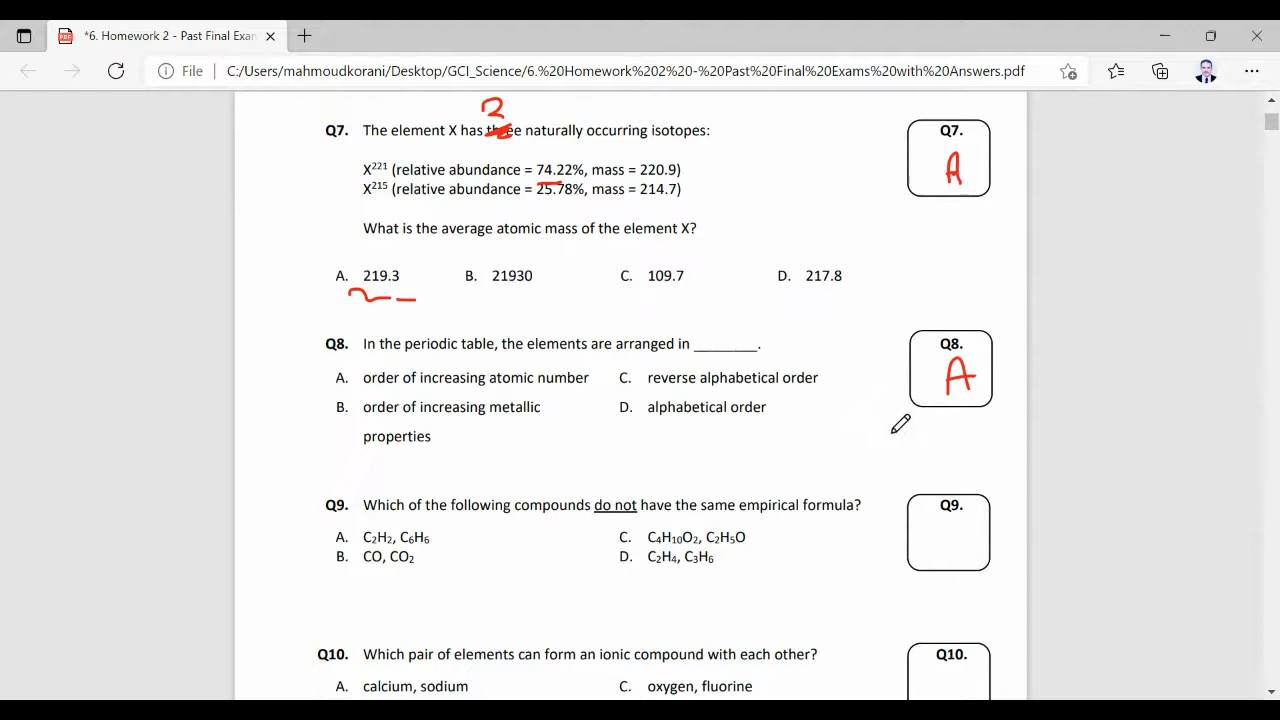 *6. Homework 2 - Past Final Exan
File C:/Users/mahmoudkorani/Desktop/GCI_Science/6.%20Homework%202%20-%20Past%20Final%20Exams%20with%20Answers.pdf
2
Q7. The element X has three naturally occurring isotopes: Q7.
A
X²²¹ (relative abundance = 74.22%, mass = 220.9)
X²¹⁵ (relative abundance = 25.78%, mass = 214.7)
What is the average atomic mass of the element X?
A. 219.3 B. 21930 C. 109.7 D. 217.8
Q8. In the periodic table, the elements are arranged in ________. Q8.
A
A. order of increasing atomic number C. reverse alphabetical order
B. order of increasing metallic D. alphabetical order
properties
Q9. Which of the following compounds do not have the same empirical formula? Q9.
A. C₂H₂, C₆H₆ C. C₄H₁₀O₂, C₂H₅O
B. CO, CO₂ D. C₂H₄, C₃H₆
Q10. Which pair of elements can form an ionic compound with each other? Q10.
A. calcium, sodium C. oxygen, fluorine